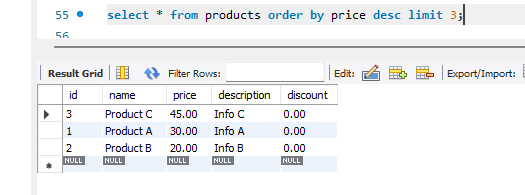 55 select * from products order by price desc limit 3;
56
Result Grid Filter Rows: Edit: Export/Import:
id name price description discount
3 Product C 45.00 Info C 0.00
1 Product A 30.00 Info A 0.00
2 Product B 20.00 Info B 0.00
NULL NULL NULL NULL NULL